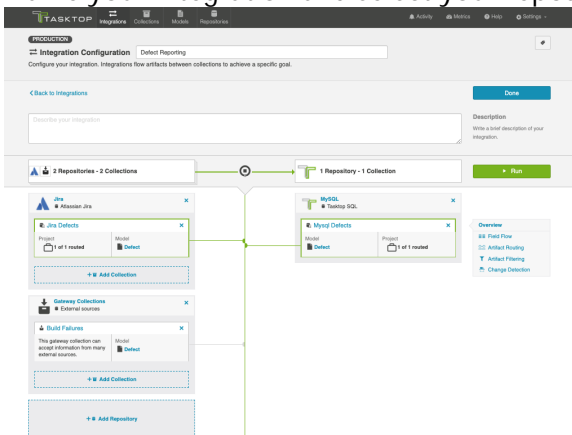 TASKTOP
Integrations
Collections
Models
Repositories
Activity
Metrics
Help
Settings
PRODUCTION
Integration Configuration
Defect Reporting
Configure your integration. Integrations flow artifacts between collections to achieve a specific goal.
Back to Integrations
Done
Describe your integration
Description
Write a brief description of your
integration.
2 Repositories - 2 Collections
1 Repository - 1 Collection
Run
Jira
Atlassian Jira
Jira Defects
Project
1 of 1 routed
Model
Defect
+ Add Collection
MySQL
Tasktop SQL
Mysql Defects
Model
Defect
Project
1 of 1 routed
Overview
Field Flow
Artifact Routing
Artifact Filtering
Change Detection
Gateway Collections
External sources
Build Failures
This gateway collection can
accept information from many
external sources.
Model
Defect
+ Add Collection
+ Add Repository